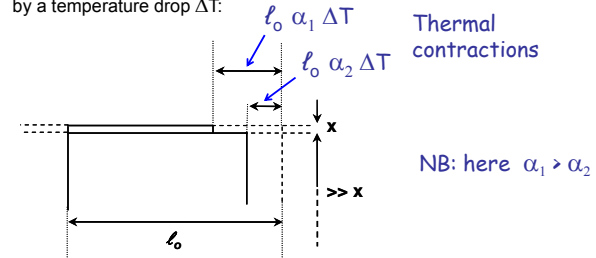 by a temperature drop ΔT:
ℓo α1 ΔT
Thermal
contractions
ℓo α2 ΔT
x
NB: here α1 > α2
>> x
ℓo